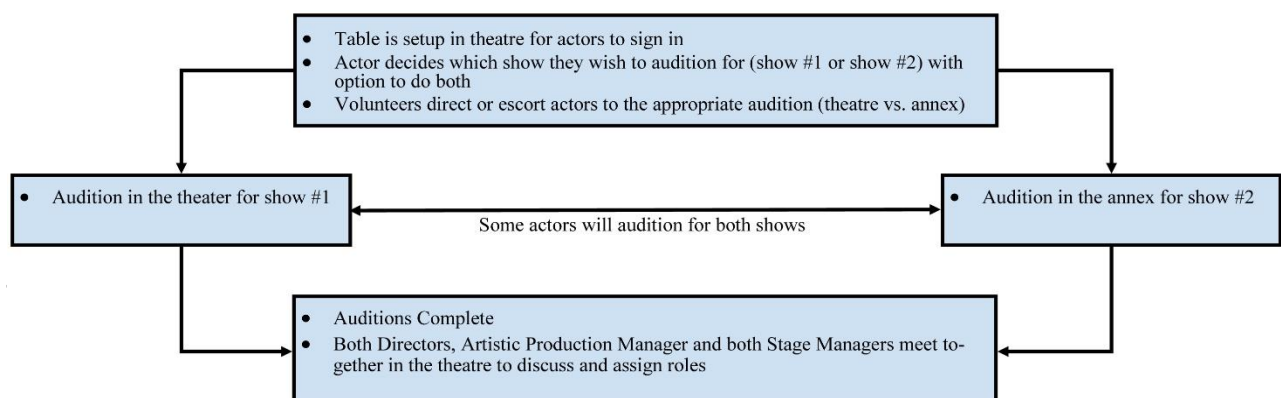 • Table is setup in theatre for actors to sign in
• Actor decides which show they wish to audition for (show #1 or show #2) with
option to do both
• Volunteers direct or escort actors to the appropriate audition (theatre vs. annex)
• Audition in the theater for show #1
• Audition in the annex for show #2
Some actors will audition for both shows
• Auditions Complete
• Both Directors, Artistic Production Manager and both Stage Managers meet to-
gether in the theatre to discuss and assign roles